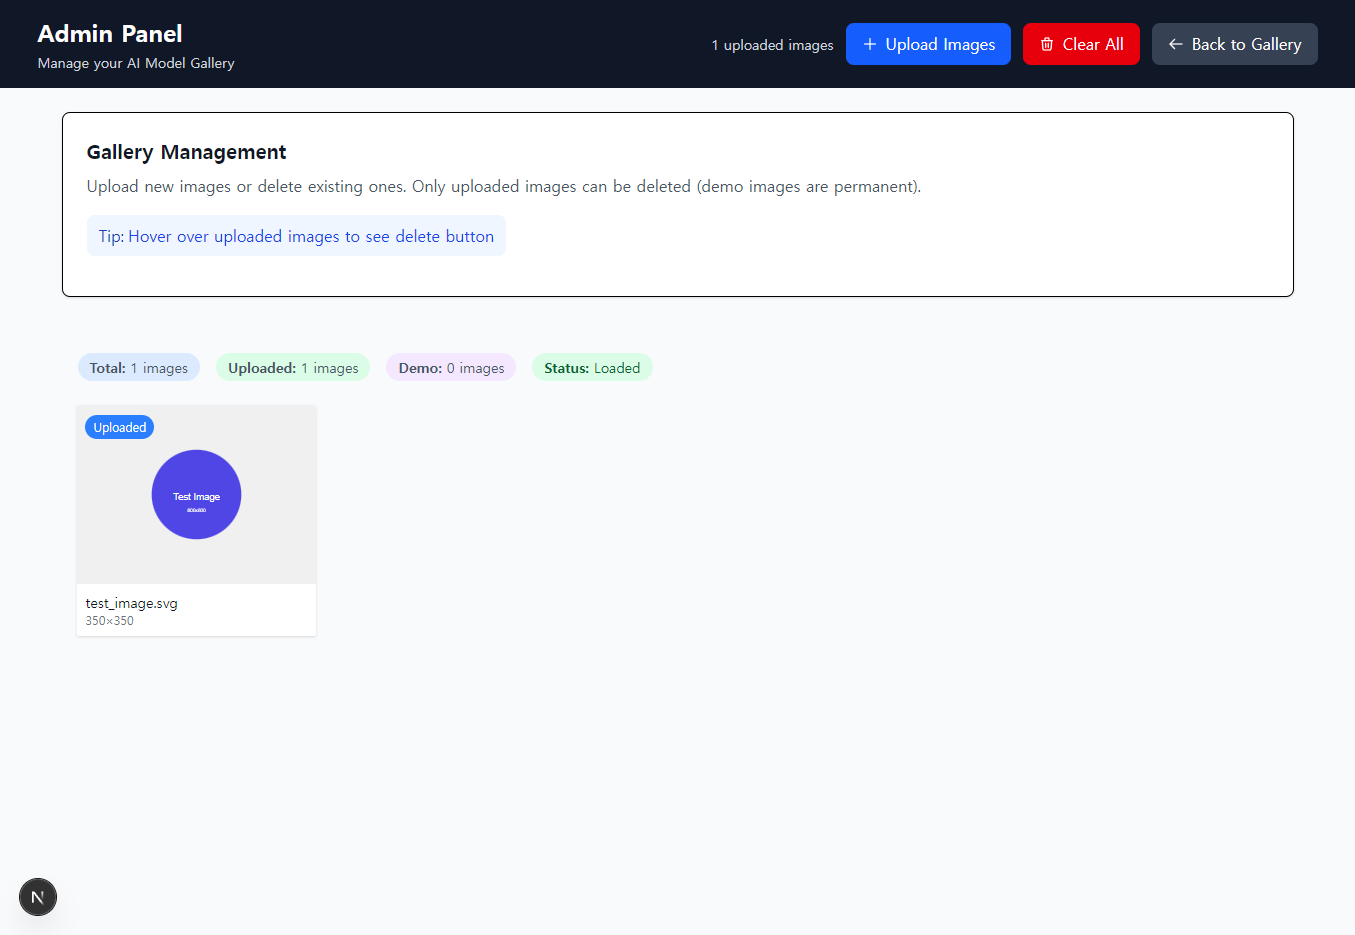 Admin Panel
Manage your AI Model Gallery
1 uploaded images
Upload Images
Clear All
Back to Gallery
Gallery Management
Upload new images or delete existing ones. Only uploaded images can be deleted (demo images are permanent).
Tip: Hover over uploaded images to see delete button
Total: 1 images
Uploaded: 1 images
Demo: 0 images
Status: Loaded
Uploaded
Test Image
test_image.svg
350×350
N